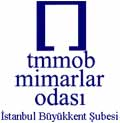 tmmob
mimarlar
odası
İstanbul Büyükkent Şubesi